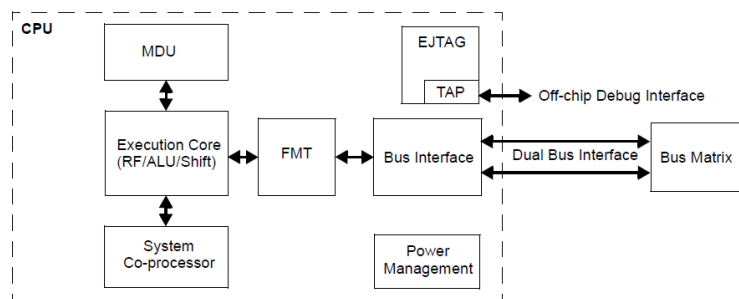 CPU
MDU
EJTAG
TAP
Off-chip Debug Interface
Execution Core
(RF/ALU/Shift)
FMT
Bus Interface
Dual Bus Interface
Bus Matrix
System
Co-processor
Power
Management